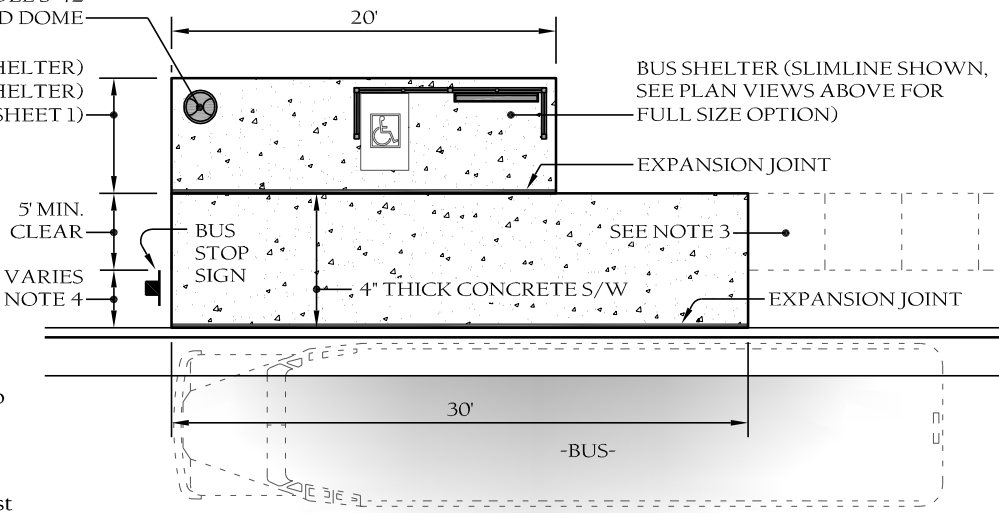 D DOME
20'
HELTER)
HELTER)
SHEET 1)
BUS SHELTER (SLIMLINE SHOWN,
SEE PLAN VIEWS ABOVE FOR
FULL SIZE OPTION)
EXPANSION JOINT
5' MIN.
CLEAR
BUS
STOP
SIGN
SEE NOTE 3
VARIES
NOTE 4
4" THICK CONCRETE S/W
EXPANSION JOINT
30'
-BUS-
st